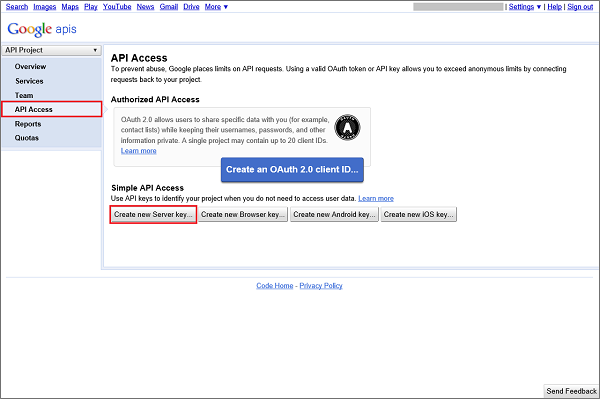 Search Images Maps Play YouTube News Gmail Drive More ▼ | Settings ▼ | Help | Sign out
Google apis
API Project ▼
Overview
Services
Team
API Access
Reports
Quotas
API Access
To prevent abuse, Google places limits on API requests. Using a valid OAuth token or API key allows you to exceed anonymous limits by connecting
requests back to your project.
Authorized API Access
OAuth 2.0 allows users to share specific data with you (for example,
contact lists) while keeping their usernames, passwords, and other
information private. A single project may contain up to 20 client IDs.
Learn more
OAUTH
A
Create an OAuth 2.0 client ID...
Simple API Access
Use API keys to identify your project when you do not need to access user data. Learn more
Create new Server key... Create new Browser key... Create new Android key... Create new iOS key...
Code Home - Privacy Policy
Send Feedback